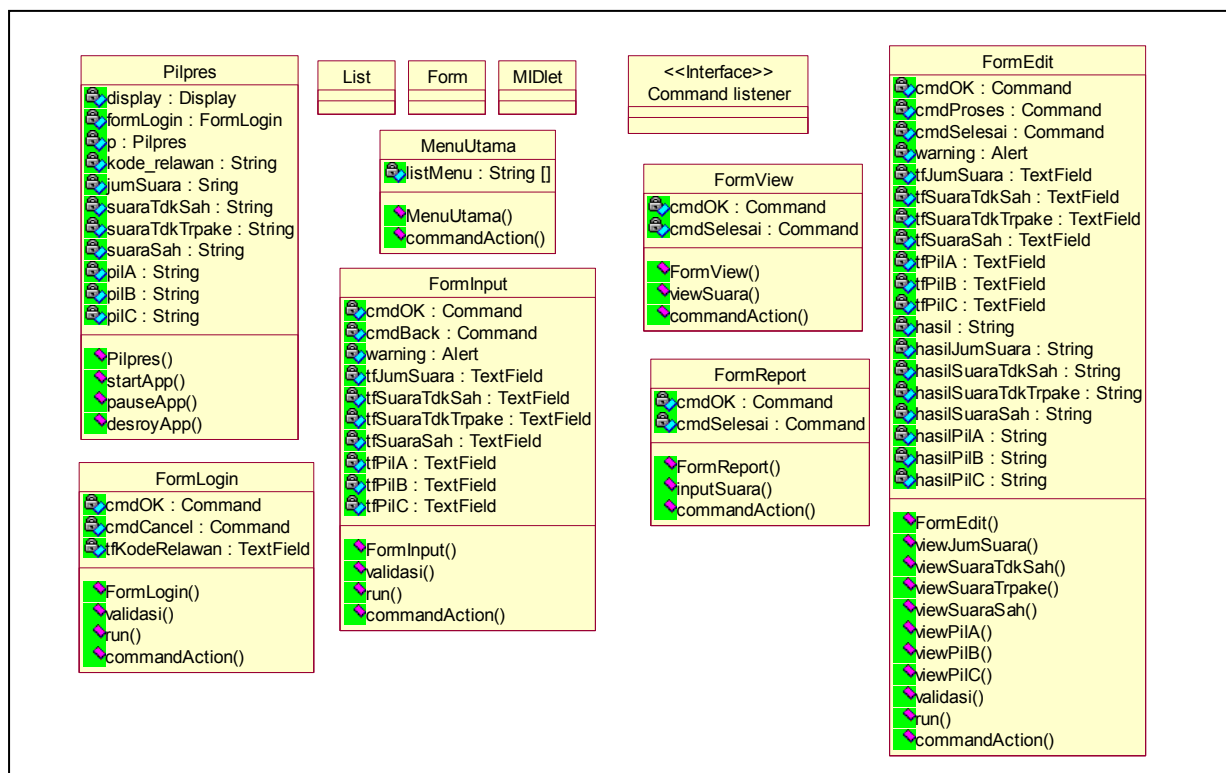 Pilpres
display : Display
formLogin : FormLogin
p : Pilpres
kode_relawan : String
jumSuara : Sring
suaraTdkSah : String
suaraTdkTrpake : String
suaraSah : String
pilA : String
pilB : String
pilC : String
Pilpres()
startApp()
pauseApp()
desroyApp()
FormLogin
cmdOK : Command
cmdCancel : Command
tfKodeRelawan : TextField
FormLogin()
validasi()
run()
commandAction()
List
Form
MIDlet
MenuUtama
listMenu : String []
MenuUtama()
commandAction()
FormInput
cmdOK : Command
cmdBack : Command
warning : Alert
tfJumSuara : TextField
tfSuaraTdkSah : TextField
tfSuaraTdkTrpake : TextField
tfSuaraSah : TextField
tfPilA : TextField
tfPilB : TextField
tfPilC : TextField
FormInput()
validasi()
run()
commandAction()
<<Interface>>
Command listener
FormView
cmdOK : Command
cmdSelesai : Command
FormView()
viewSuara()
commandAction()
FormReport
cmdOK : Command
cmdSelesai : Command
FormReport()
inputSuara()
commandAction()
FormEdit
cmdOK : Command
cmdProses : Command
cmdSelesai : Command
warning : Alert
tfJumSuara : TextField
tfSuaraTdkSah : TextField
tfSuaraTdkTrpake : TextField
tfSuaraSah : TextField
tfPilA : TextField
tfPilB : TextField
tfPilC : TextField
hasil : String
hasilJumSuara : String
hasilSuaraTdkSah : String
hasilSuaraTdkTrpake : String
hasilSuaraSah : String
hasilPilA : String
hasilPilB : String
hasilPilC : String
FormEdit()
viewJumSuara()
viewSuaraTdkSah()
viewSuaraTrpake()
viewSuaraSah()
viewPilA()
viewPilB()
viewPilC()
validasi()
run()
commandAction()